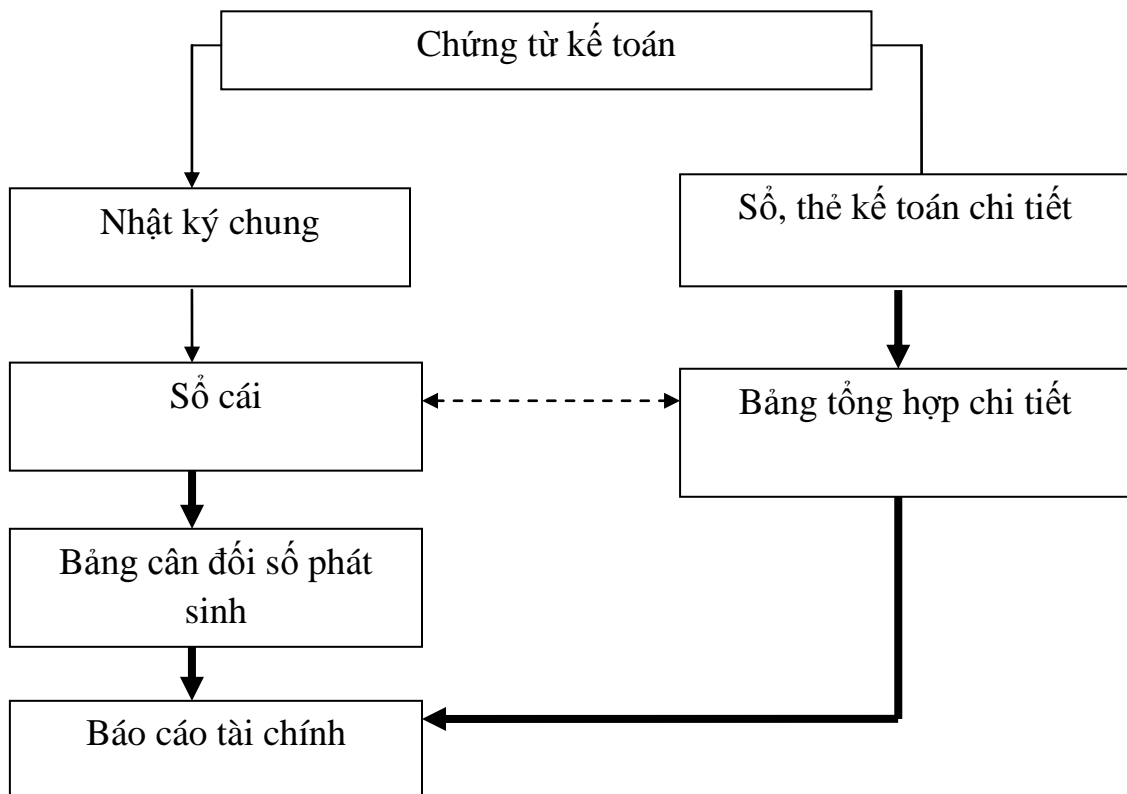 Chứng từ kế toán
Nhật ký chung
Sổ, thẻ kế toán chi tiết
Sổ cái
Bảng tổng hợp chi tiết
Bảng cân đối số phát
sinh
Báo cáo tài chính